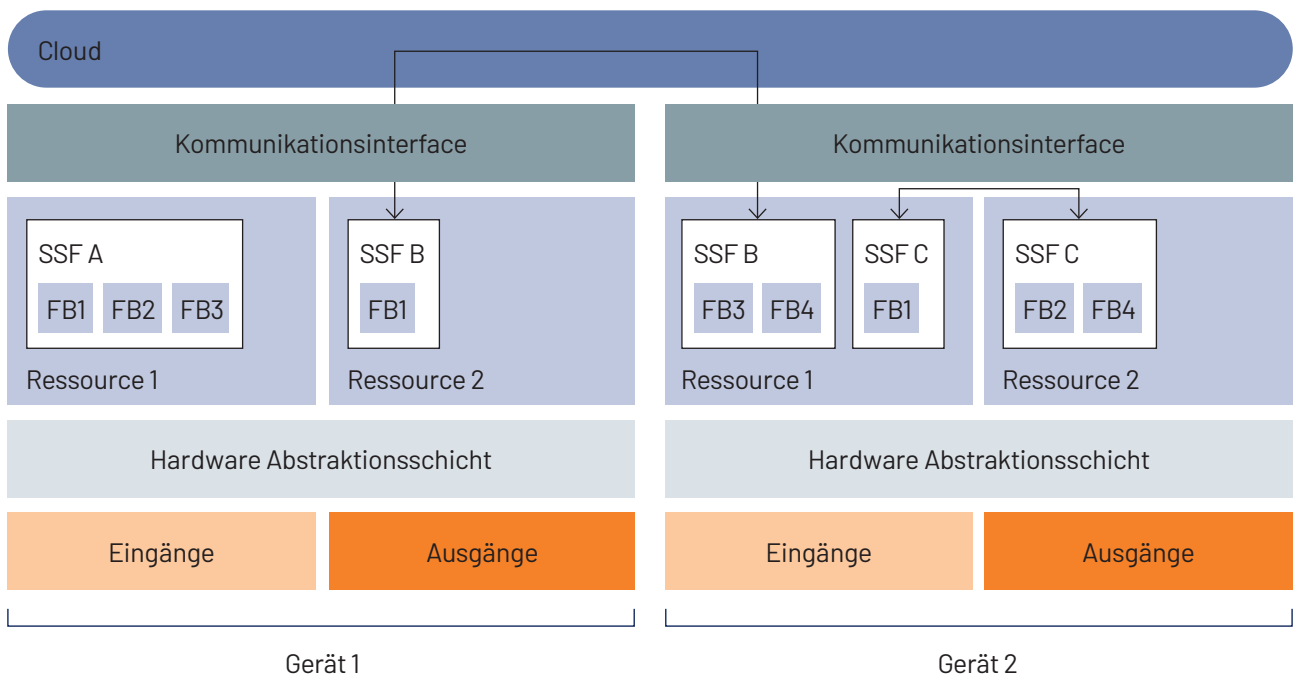 Cloud
Kommunikationsinterface
Kommunikationsinterface
SSF A
FB1 FB2 FB3
Ressource 1
SSF B
FB1
Ressource 2
SSF B
FB3 FB4
SSF C
FB1
Ressource 1
SSF C
FB2 FB4
Ressource 2
Hardware Abstraktionsschicht
Hardware Abstraktionsschicht
Eingänge
Ausgänge
Eingänge
Ausgänge
Gerät 1
Gerät 2